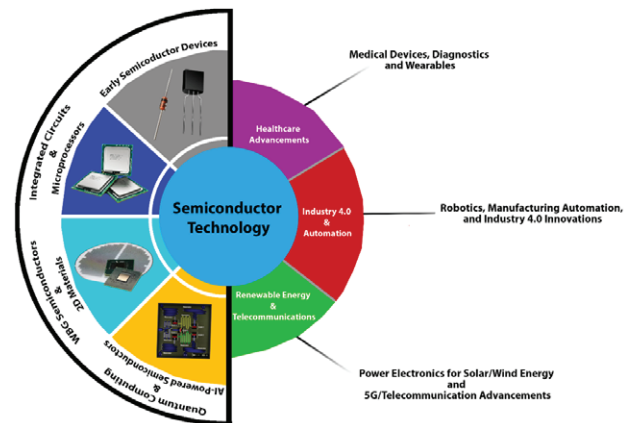 Early Semicoductor Devices
Integrated Circuits
&
Microprocessors
WBG Semiconductors
&
2D Materials
Quantum Computing
&
AI-Powered Semiconductors
Semiconductor
Technology
Healthcare
Advancements
Industry 4.0
&
Automation
Renewable Energy
&
Telecommunications
Medical Devices, Diagnostics
and Wearables
Robotics, Manufacturing Automation,
and Industry 4.0 Innovations
Power Electronics for Solar/Wind Energy
and
5G/Telecommunication Advancements